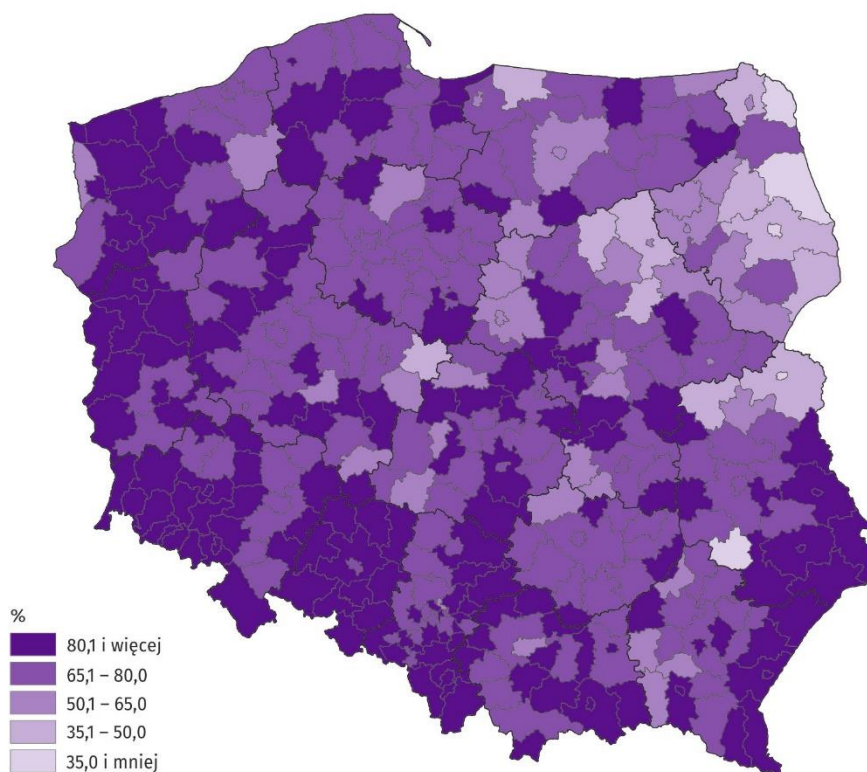 %
80,1 i więcej
65,1 – 80,0
50,1 – 65,0
35,1 – 50,0
35,0 i mniej